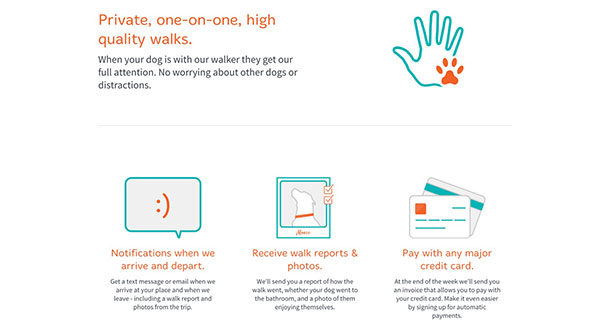 Private, one-on-one, high
quality walks.
When your dog is with our walker they get our
full attention. No worrying about other dogs or
distractions.
:)
Notifications when we
arrive and depart.
Get a text message or email when we
arrive at your place and when we
leave - including a walk report and
photos from the trip.
Receive walk reports &
photos.
We'll send you a report of how the
walk went, whether your dog went to
the bathroom, and a photo of them
enjoying themselves.
Pay with any major
credit card.
At the end of the week we'll send you
an invoice that allows you to pay with
your credit card. Make it even easier
by signing up for automatic
payments.